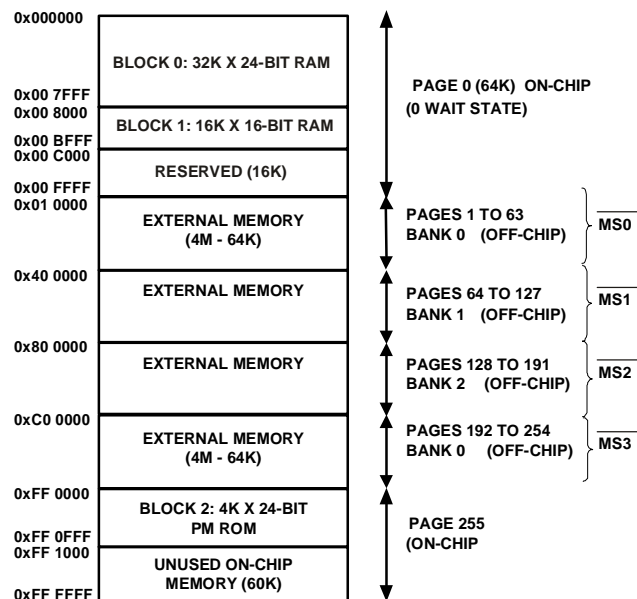 0x000000
BLOCK 0: 32K X 24-BIT RAM
0x00 7FFF
0x00 8000
BLOCK 1: 16K X 16-BIT RAM
0x00 BFFF
0x00 C000
RESERVED (16K)
0x00 FFFF
PAGE 0 (64K) ON-CHIP
(0 WAIT STATE)
0x01 0000
EXTERNAL MEMORY
(4M - 64K)
PAGES 1 TO 63
BANK 0 (OFF-CHIP)
MS0
0x40 0000
EXTERNAL MEMORY
PAGES 64 TO 127
BANK 1 (OFF-CHIP)
MS1
0x80 0000
EXTERNAL MEMORY
PAGES 128 TO 191
BANK 2 (OFF-CHIP)
MS2
0xC0 0000
EXTERNAL MEMORY
(4M - 64K)
PAGES 192 TO 254
BANK 0 (OFF-CHIP)
MS3
0xFF 0000
BLOCK 2: 4K X 24-BIT
PM ROM
0xFF 0FFF
0xFF 1000
UNUSED ON-CHIP
MEMORY (60K)
0xFF FFFF
PAGE 255
(ON-CHIP